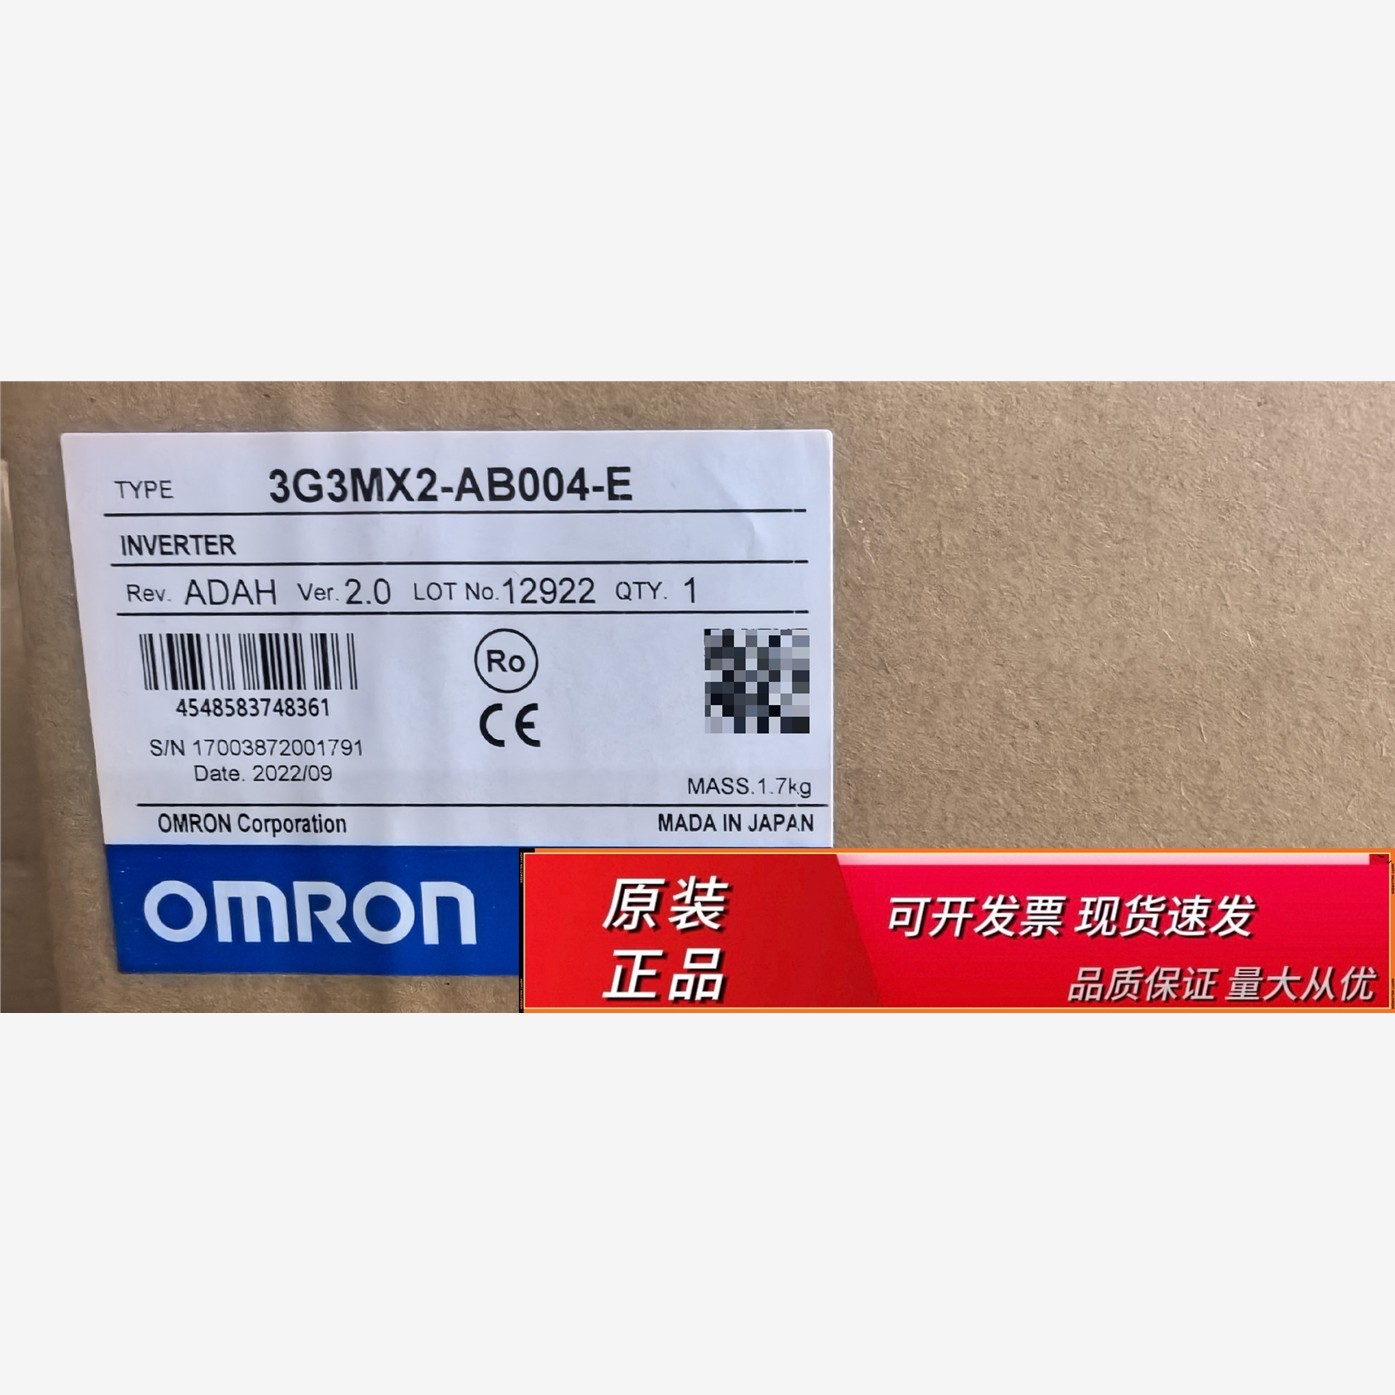 TYPE 3G3MX2-AB004-E
INVERTER
Rev. ADAH Ver. 2.0 LOT No. 12922 QTY. 1
4548583748361
Ro
CE
S/N 17003872001791
Date. 2022/09
MASS.1.7kg
OMRON Corporation MADA IN JAPAN
OMRON
原装
正品
可开发票 现货速发
品质保证 量大从优